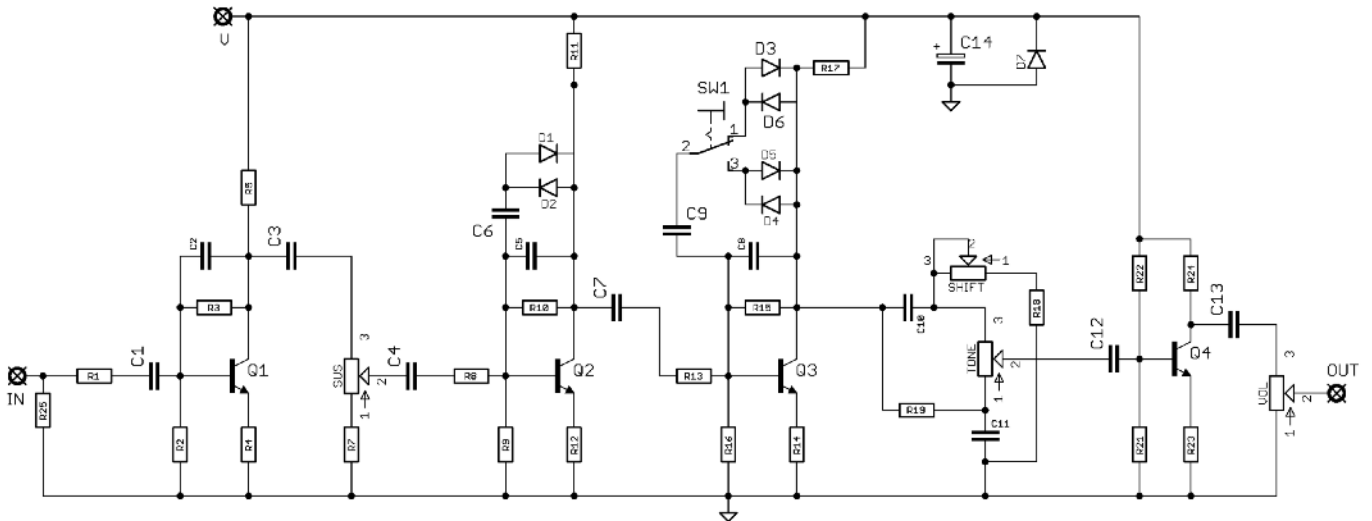 V
R11
D3
R17
C14
D7
SW1
D6
1
2
D1
3
D5
D2
D4
R5
C6
C9
C2
C3
C5
C8
2
3
1
SHIFT
R22
R24
C13
R3
C7
R10
R15
C10
R18
3
3
C12
Q4
3
OUT
C1
Q1
SUS
C4
Q2
Q3
TONE
2
VOL
2
IN
R1
2
R8
R13
1
1
R25
1
R19
C11
R2
R4
R7
R9
R12
R16
R14
R21
R23